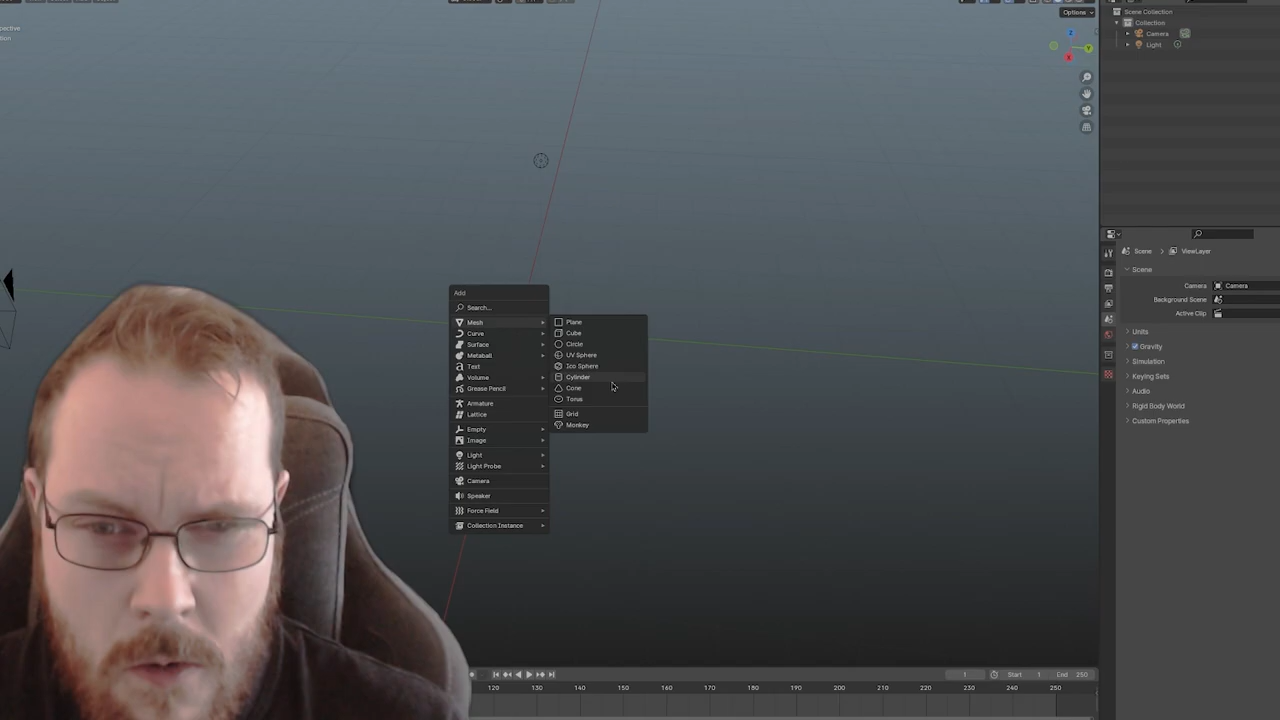 Options
Scene Collection
Collection
Camera
Light
Scene
ViewLayer
Scene
Camera
Camera
Background Scene
Active Clip
Units
Gravity
Simulation
Keying Sets
Audio
Rigid Body World
Custom Properties
Add
Search...
Mesh
Curve
Surface
Metaball
Text
Volume
Grease Pencil
Armature
Lattice
Empty
Image
Light
Light Probe
Camera
Speaker
Force Field
Collection Instance
Plane
Cube
Circle
UV Sphere
Ico Sphere
Cylinder
Cone
Torus
Grid
Monkey
1
Start 1
End 250
120 130 140 150 160 170 180 190 200 210 220 230 240 250